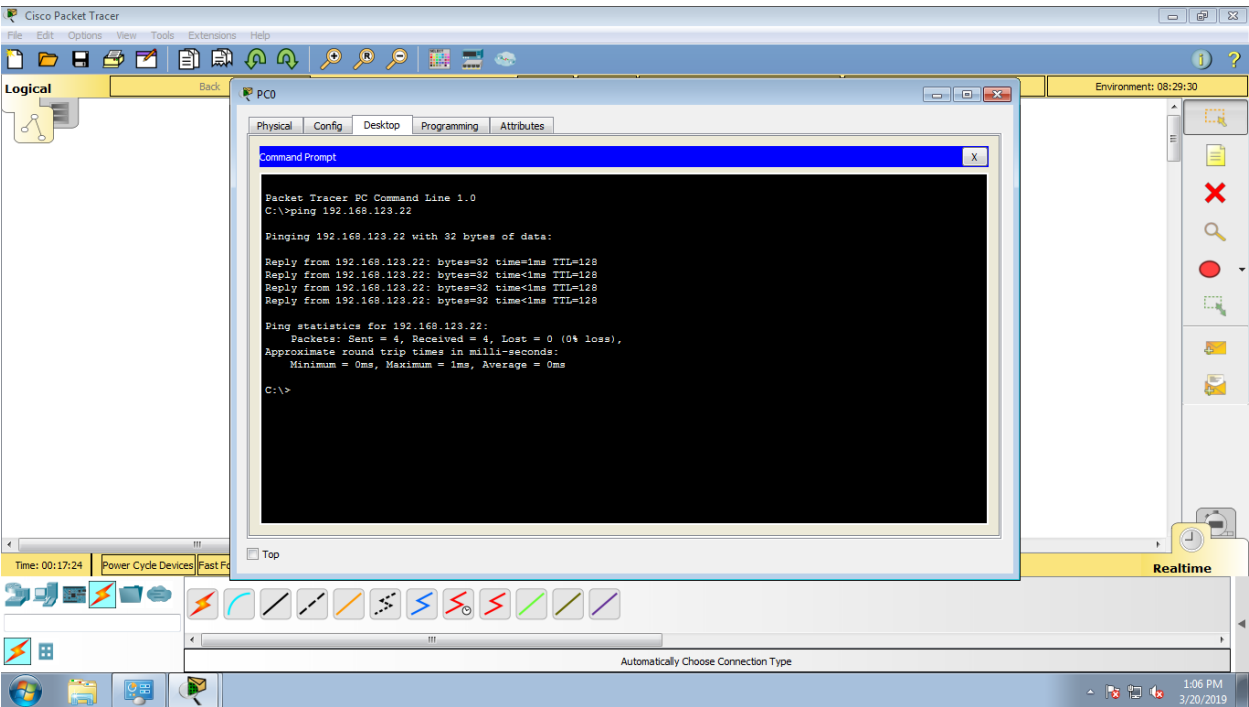 Cisco Packet Tracer
File Edit Options View Tools Extensions Help
Logical
Back
Environment: 08:29:30
PC0
Physical Config Desktop Programming Attributes
Command Prompt
X
Packet Tracer PC Command Line 1.0
C:\>ping 192.168.123.22
Pinging 192.168.123.22 with 32 bytes of data:
Reply from 192.168.123.22: bytes=32 time=1ms TTL=128
Reply from 192.168.123.22: bytes=32 time<1ms TTL=128
Reply from 192.168.123.22: bytes=32 time<1ms TTL=128
Reply from 192.168.123.22: bytes=32 time<1ms TTL=128
Ping statistics for 192.168.123.22:
Packets: Sent = 4, Received = 4, Lost = 0 (0% loss),
Approximate round trip times in milli-seconds:
Minimum = 0ms, Maximum = 1ms, Average = 0ms
C:\>
Top
Time: 00:17:24 Power Cycle Devices Fast Fo
Realtime
Automatically Choose Connection Type
1:06 PM
3/20/2019